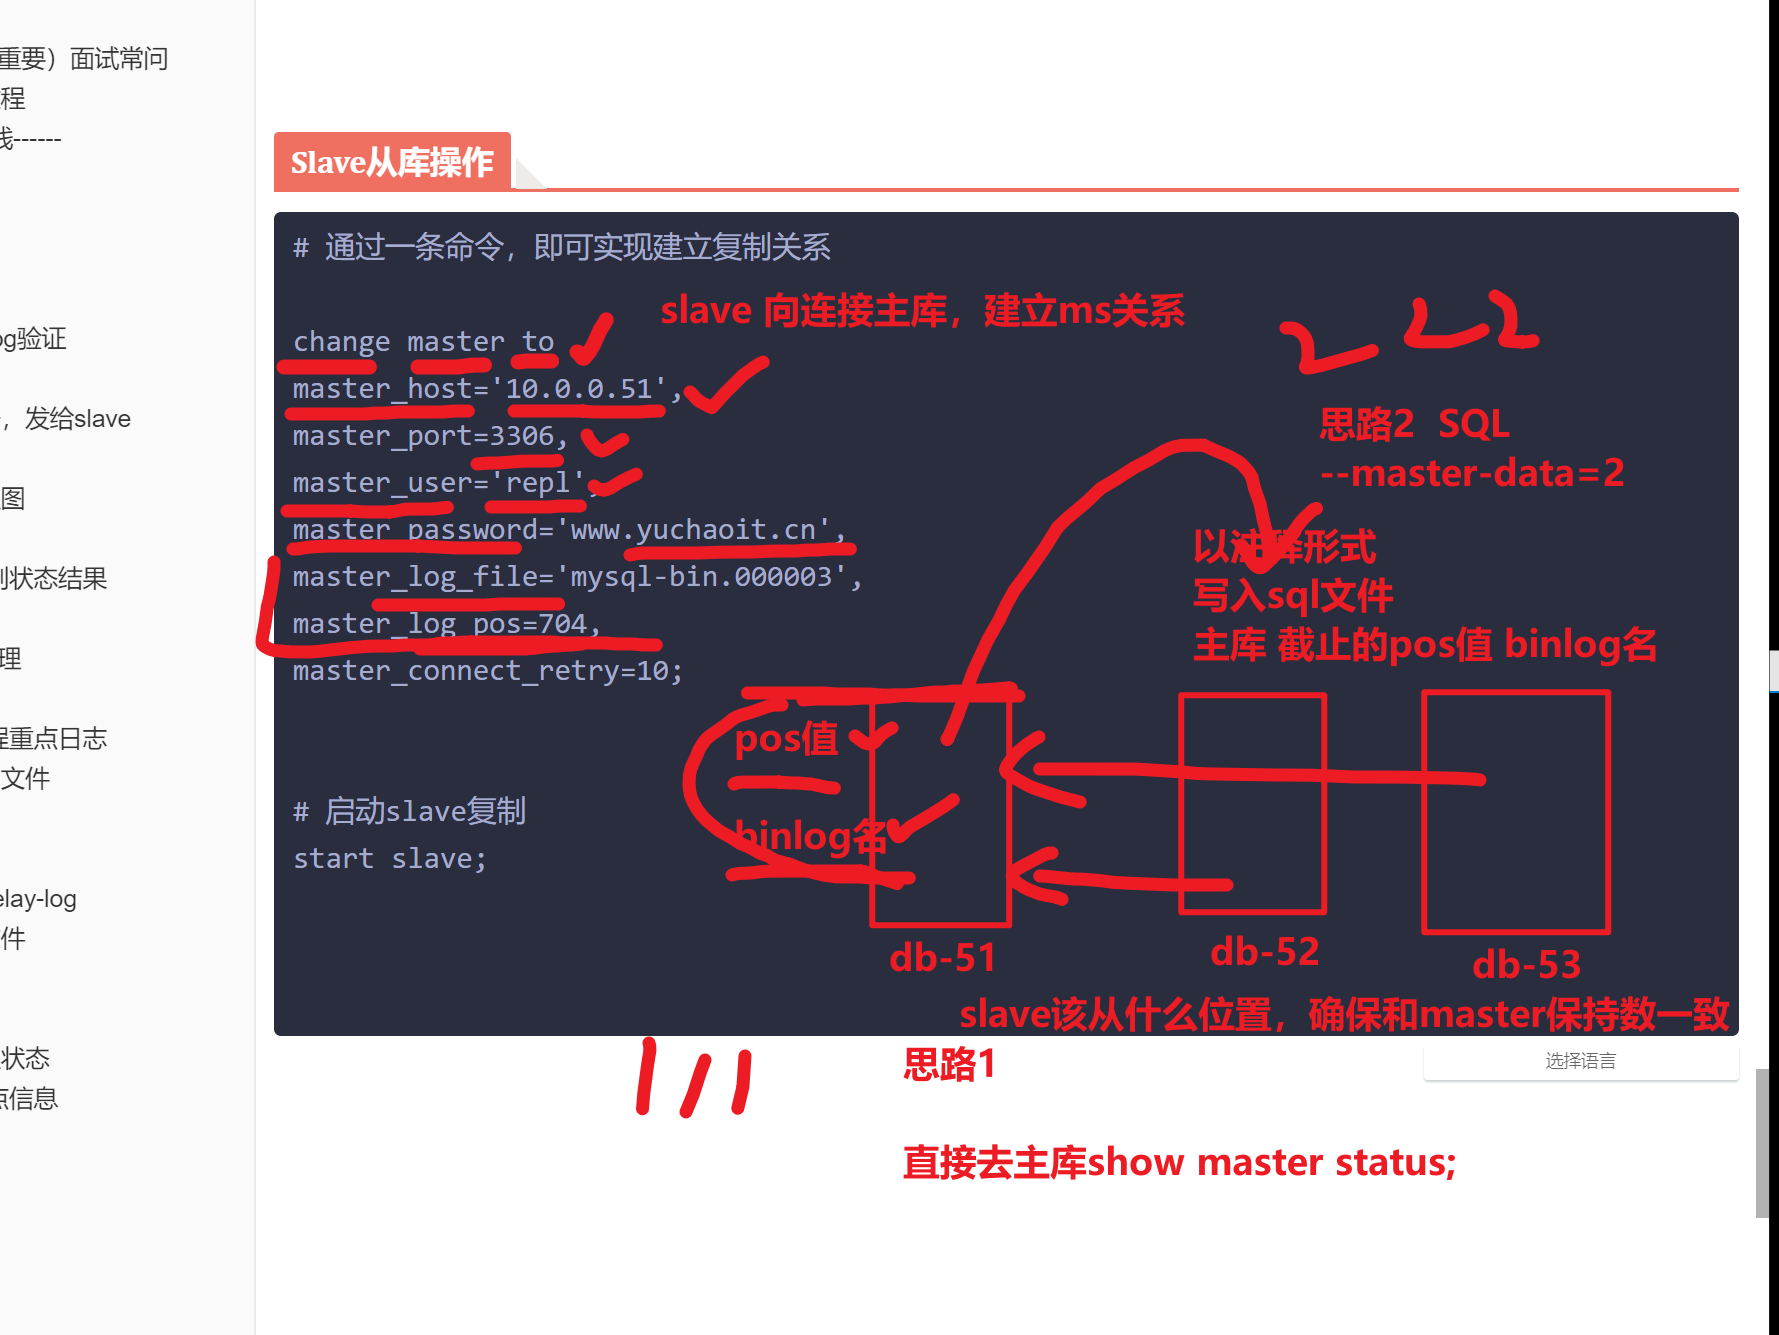 重要）面试常问
程
线------
og验证
，发给slave
图
制状态结果
理
程重点日志
文件
elay-log
件
状态
点信息
Slave从库操作
# 通过一条命令，即可实现建立复制关系
slave 向连接主库，建立ms关系
change master to
master_host='10.0.0.51',
master_port=3306,
master_user='repl',
master_password='www.yuchaoit.cn',
master_log_file='mysql-bin.000003',
master_log_pos=704,
master_connect_retry=10;
# 启动slave复制
start slave;
2 2 2
思路2 SQL
--master-data=2
以注释形式
写入sql文件
主库 截止的pos值 binlog名
pos值
binlog名
db-51
db-52
db-53
slave该从什么位置，确保和master保持数一致
思路1
直接去主库show master status;
选择语言